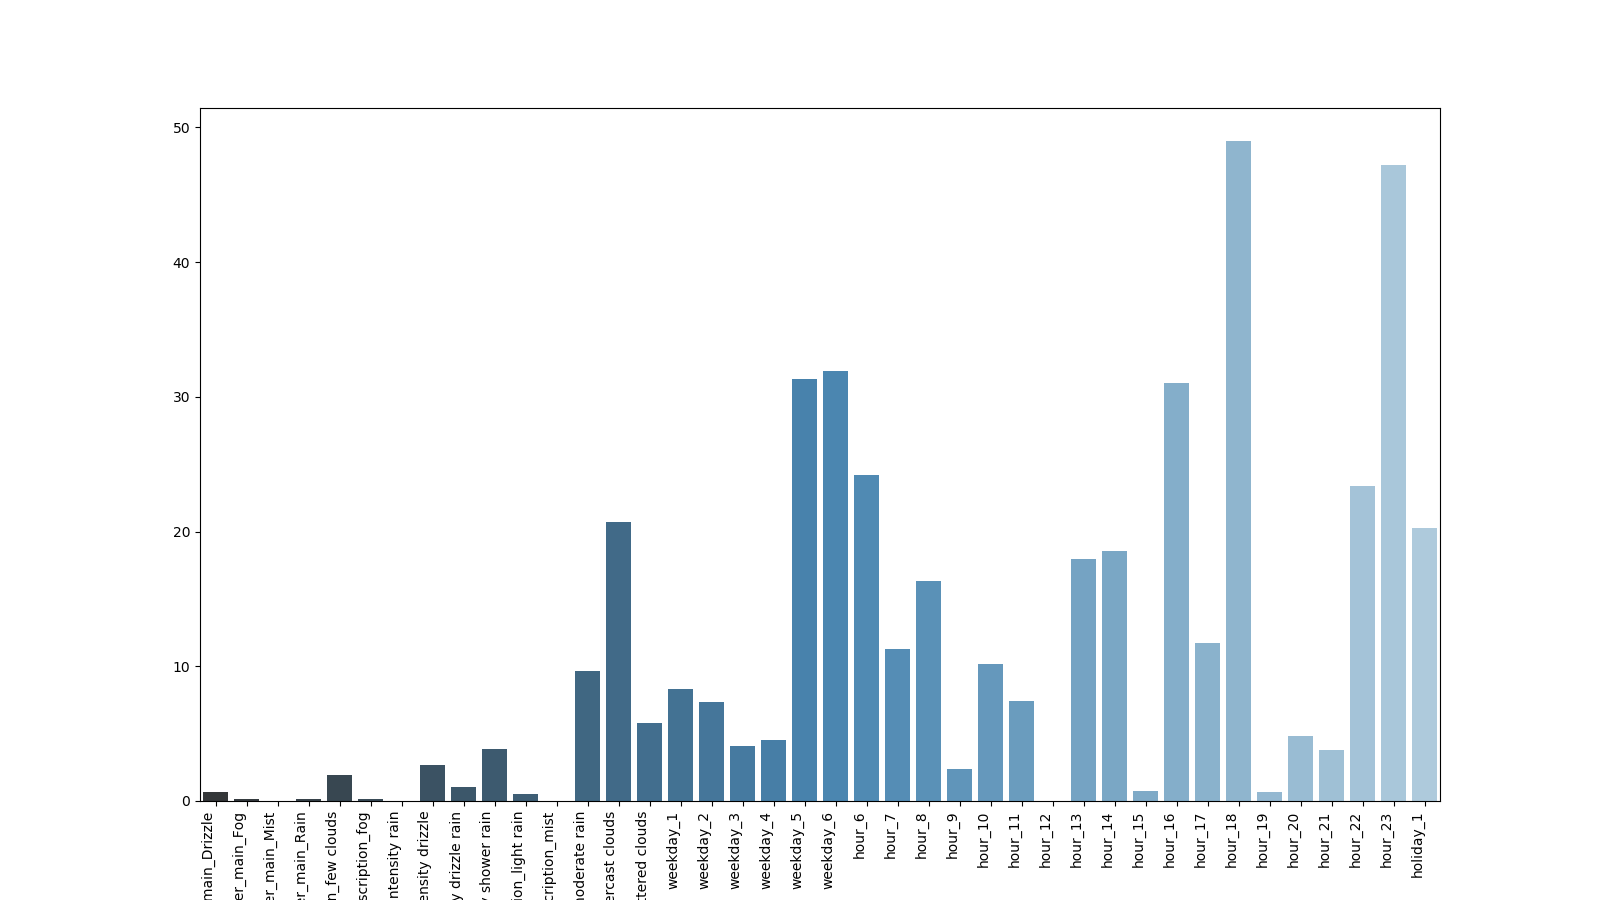 50
40
30
20
10
0
main_Drizzle
er_main_Fog
er_main_Mist
er_main_Rain
n_few clouds
scription_fog
ntensity rain
ensity drizzle
y drizzle rain
shower rain
ion_light rain
cription_mist
moderate rain
ercast clouds
ttered clouds
weekday_1
weekday_2
weekday_3
weekday_4
weekday_5
weekday_6
hour_6
hour_7
hour_8
hour_9
hour_10
hour_11
hour_12
hour_13
hour_14
hour_15
hour_16
hour_17
hour_18
hour_19
hour_20
hour_21
hour_22
hour_23
holiday_1